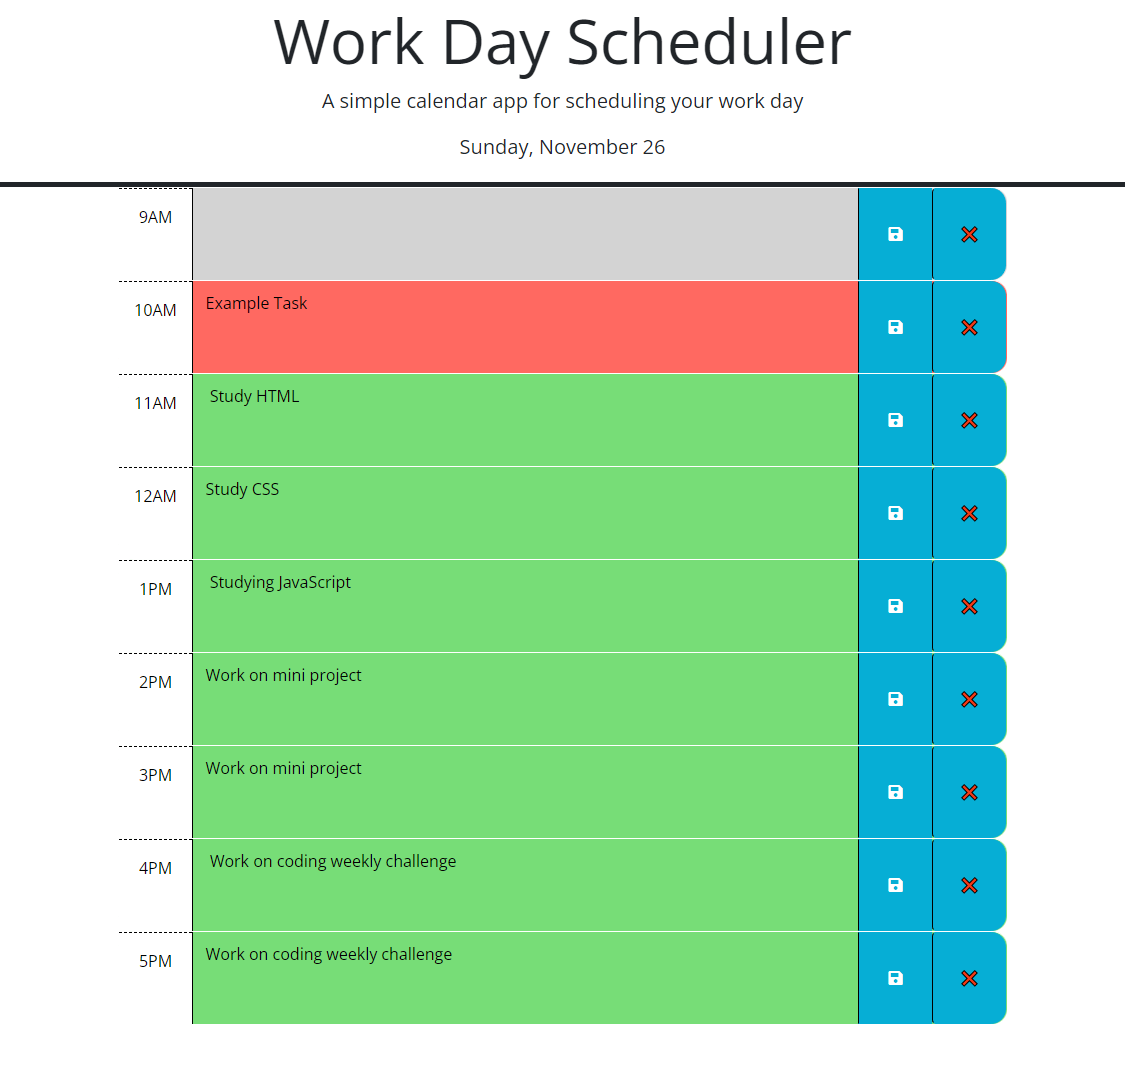 Work Day Scheduler
A simple calendar app for scheduling your work day
Sunday, November 26
9AM
10AM Example Task
11AM Study HTML
12AM Study CSS
1PM Studying JavaScript
2PM Work on mini project
3PM Work on mini project
4PM Work on coding weekly challenge
5PM Work on coding weekly challenge